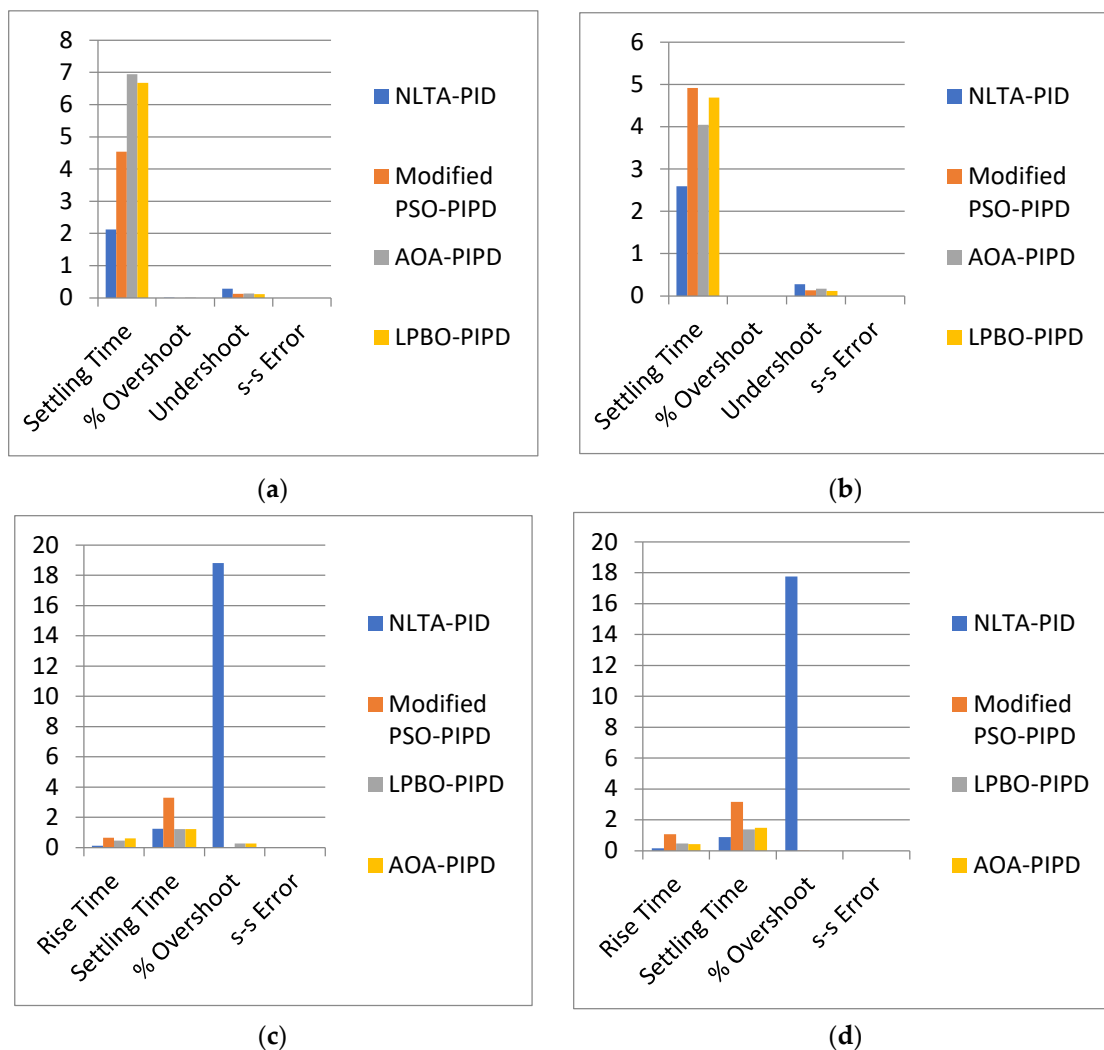 8
7
6
5
4
3
2
1
0
Settling Time
% Overshoot
Undershoot
s-s Error
NLTA-PID
Modified
PSO-PIPD
AOA-PIPD
LPBO-PIPD
(a)
6
5
4
3
2
1
0
Settling Time
% Overshoot
Undershoot
s-s Error
NLTA-PID
Modified
PSO-PIPD
AOA-PIPD
LPBO-PIPD
(b)
20
18
16
14
12
10
8
6
4
2
0
Rise Time
Settling Time
% Overshoot
s-s Error
NLTA-PID
Modified
PSO-PIPD
LPBO-PIPD
AOA-PIPD
(c)
20
18
16
14
12
10
8
6
4
2
0
Rise Time
Settling Time
% Overshoot
s-s Error
NLTA-PID
Modified
PSO-PIPD
LPBO-PIPD
AOA-PIPD
(d)